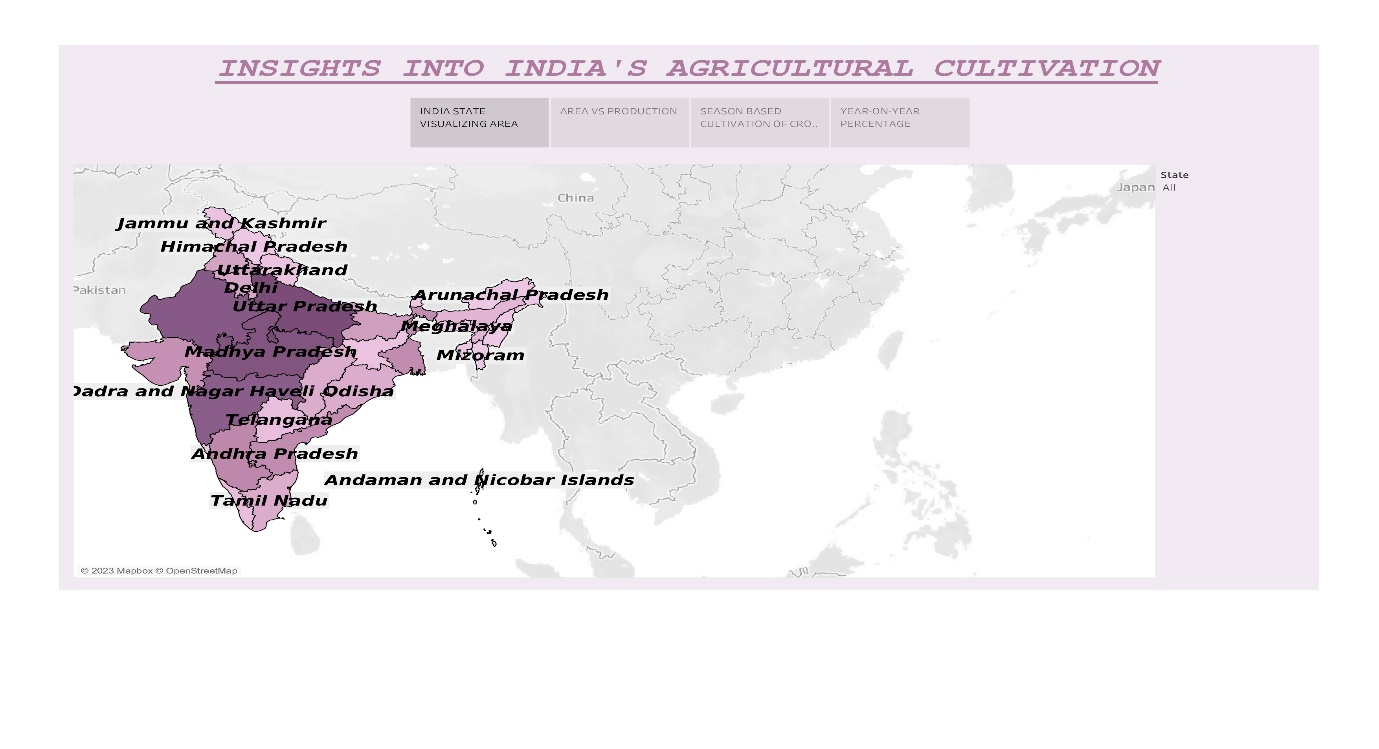 INSIGHTS INTO INDIA'S AGRICULTURAL CULTIVATION
INDIA STATE
VISUALIZING AREA
AREA VS PRODUCTION
SEASON BASED
CULTIVATION OF CRO..
YEAR-ON-YEAR
PERCENTAGE
State
All
Japan
China
Pakistan
Jammu and Kashmir
Himachal Pradesh
Uttarakhand
Delhi
Uttar Pradesh
Arunachal Pradesh
Meghalaya
Madhya Pradesh
Mizoram
Dadra and Nagar Haveli
Odisha
Telangana
Andhra Pradesh
Andaman and Nicobar Islands
Tamil Nadu
© 2023 Mapbox © OpenStreetMap